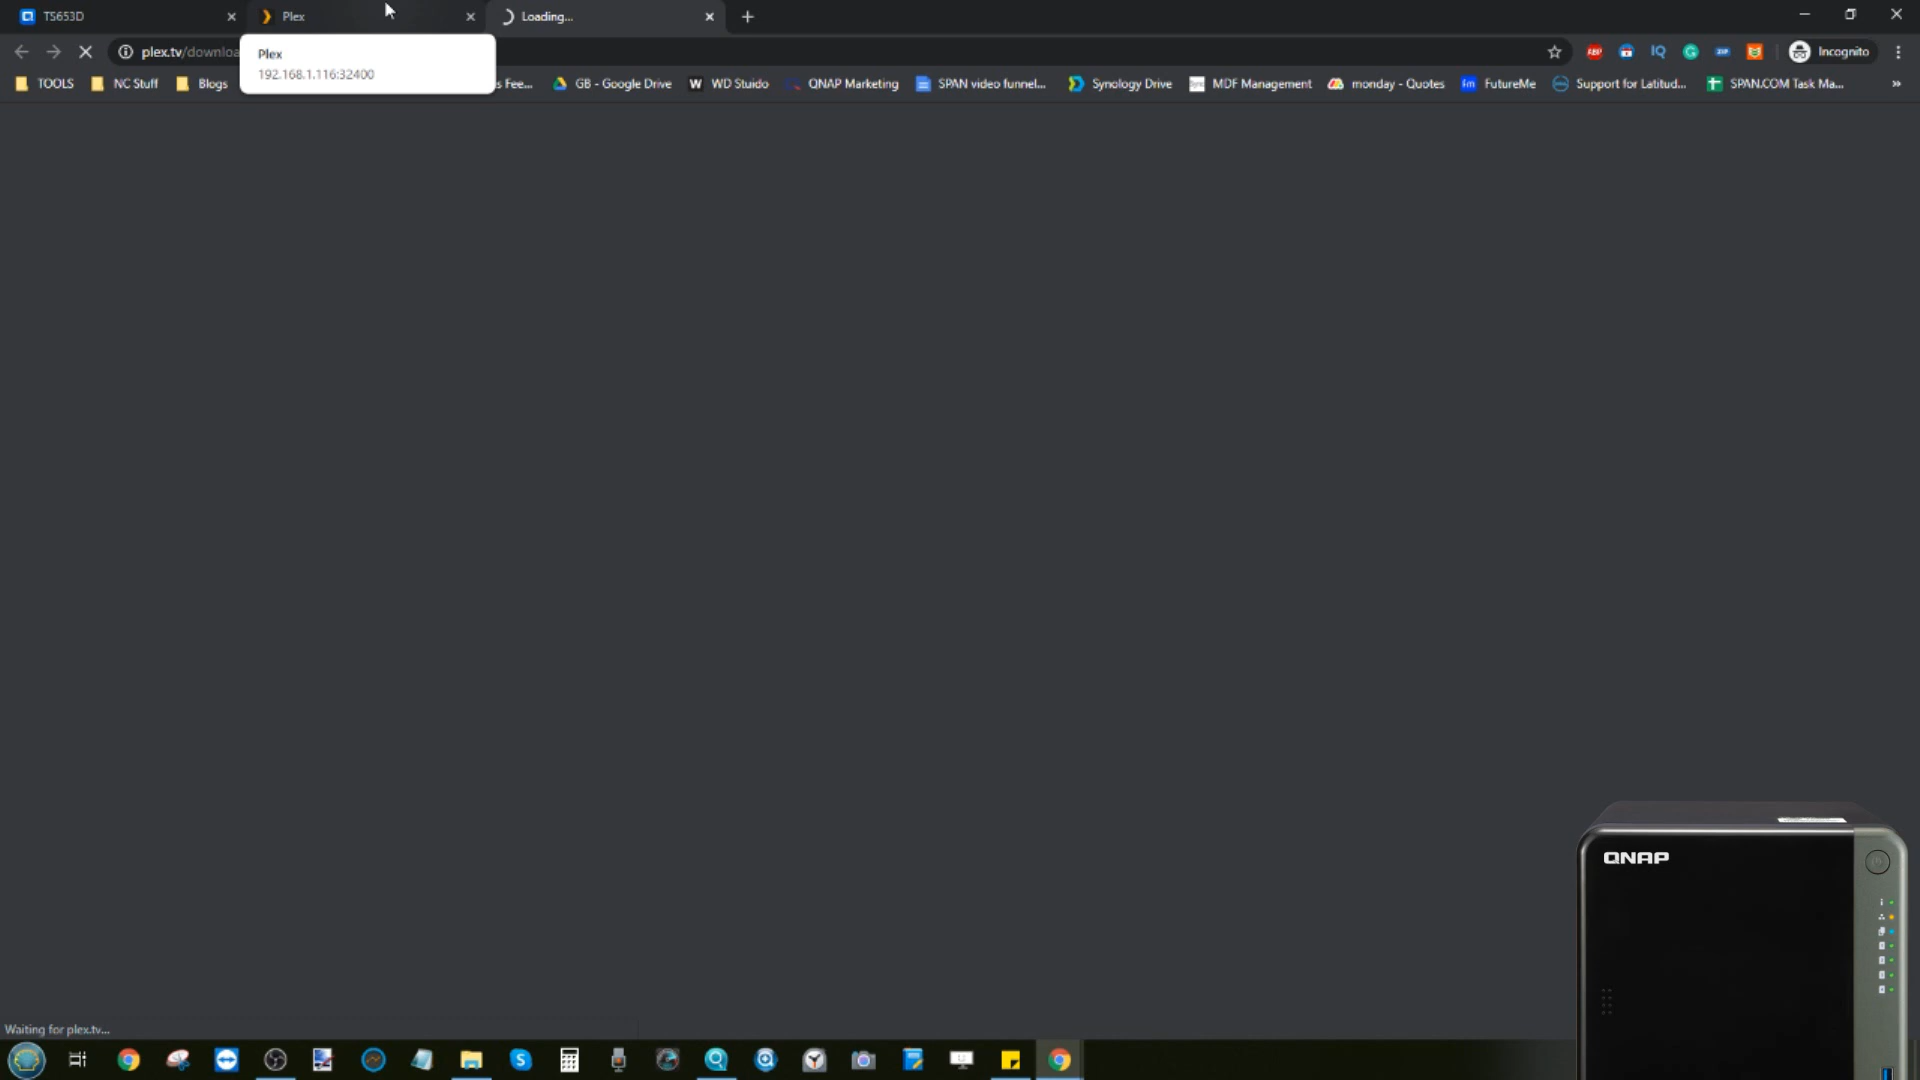 TS653D
Plex
Loading...
plex.tv/downloa
Plex
192.168.1.116:32400
Incognito
TOOLS
NC Stuff
Blogs
s Fee...
GB - Google Drive
WD Stuido
QNAP Marketing
SPAN video funnel...
Synology Drive
MDF Management
monday - Quotes
FutureMe
Support for Latitud...
SPAN.COM Task Ma...
»
ABP
IQ
QNAP
Waiting for plex.tv...